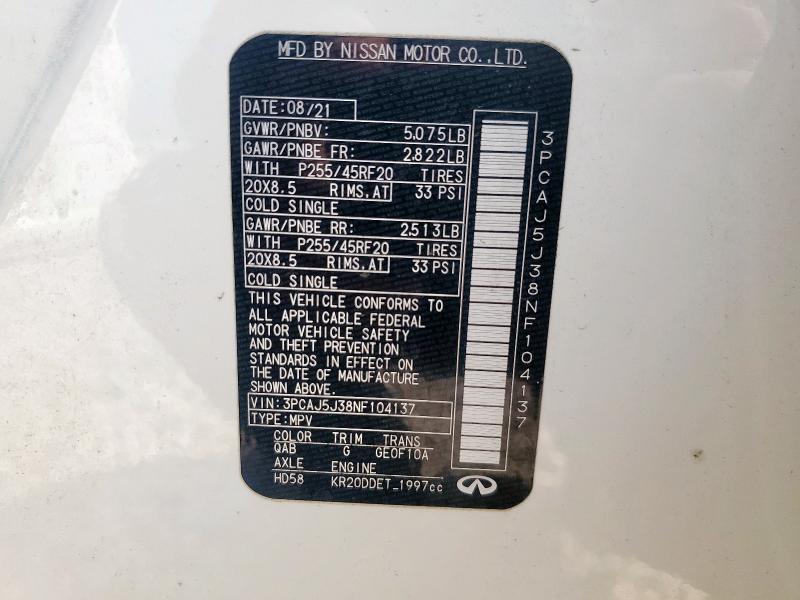 MFD BY NISSAN MOTOR CO.,LTD.
DATE:08/21
GVWR/PNBV: 5.075LB
GAWR/PNBE FR: 2.822LB
WITH P255/45RF20 TIRES
20X8.5 RIMS.AT 33 PSI
COLD SINGLE
GAWR/PNBE RR: 2.513LB
WITH P255/45RF20 TIRES
20X8.5 RIMS.AT 33 PSI
COLD SINGLE
THIS VEHICLE CONFORMS TO
ALL APPLICABLE FEDERAL
MOTOR VEHICLE SAFETY
AND THEFT PREVENTION
STANDARDS IN EFFECT ON
THE DATE OF MANUFACTURE
SHOWN ABOVE.
VIN:3PCAJ5J38NF104137
TYPE:MPV
COLOR TRIM TRANS
QAB G GE0F10A
AXLE ENGINE
HD58 KR20DDET_1997cc
3PCAJ5J38NF104137